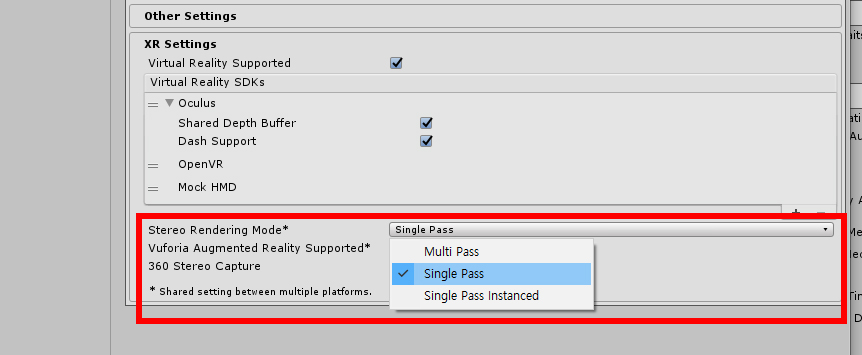 Other Settings
XR Settings
Virtual Reality Supported
Virtual Reality SDKs
Oculus
Shared Depth Buffer
Dash Support
OpenVR
Mock HMD
Stereo Rendering Mode* Single Pass
Vuforia Augmented Reality Supported*
Multi Pass
360 Stereo Capture
Single Pass
Single Pass Instanced
* Shared setting between multiple platforms.